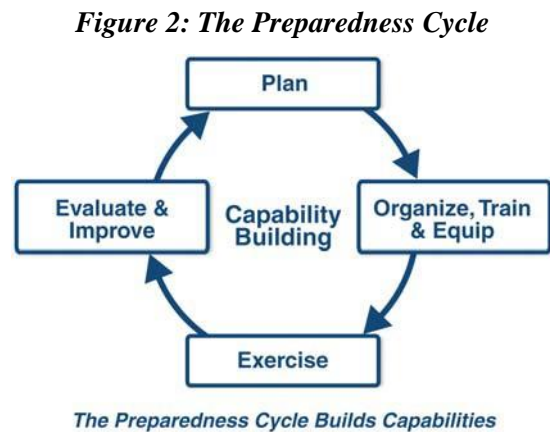 Figure 2: The Preparedness Cycle
Plan
Evaluate &
Improve
Capability
Building
Organize, Train
& Equip
Exercise
The Preparedness Cycle Builds Capabilities